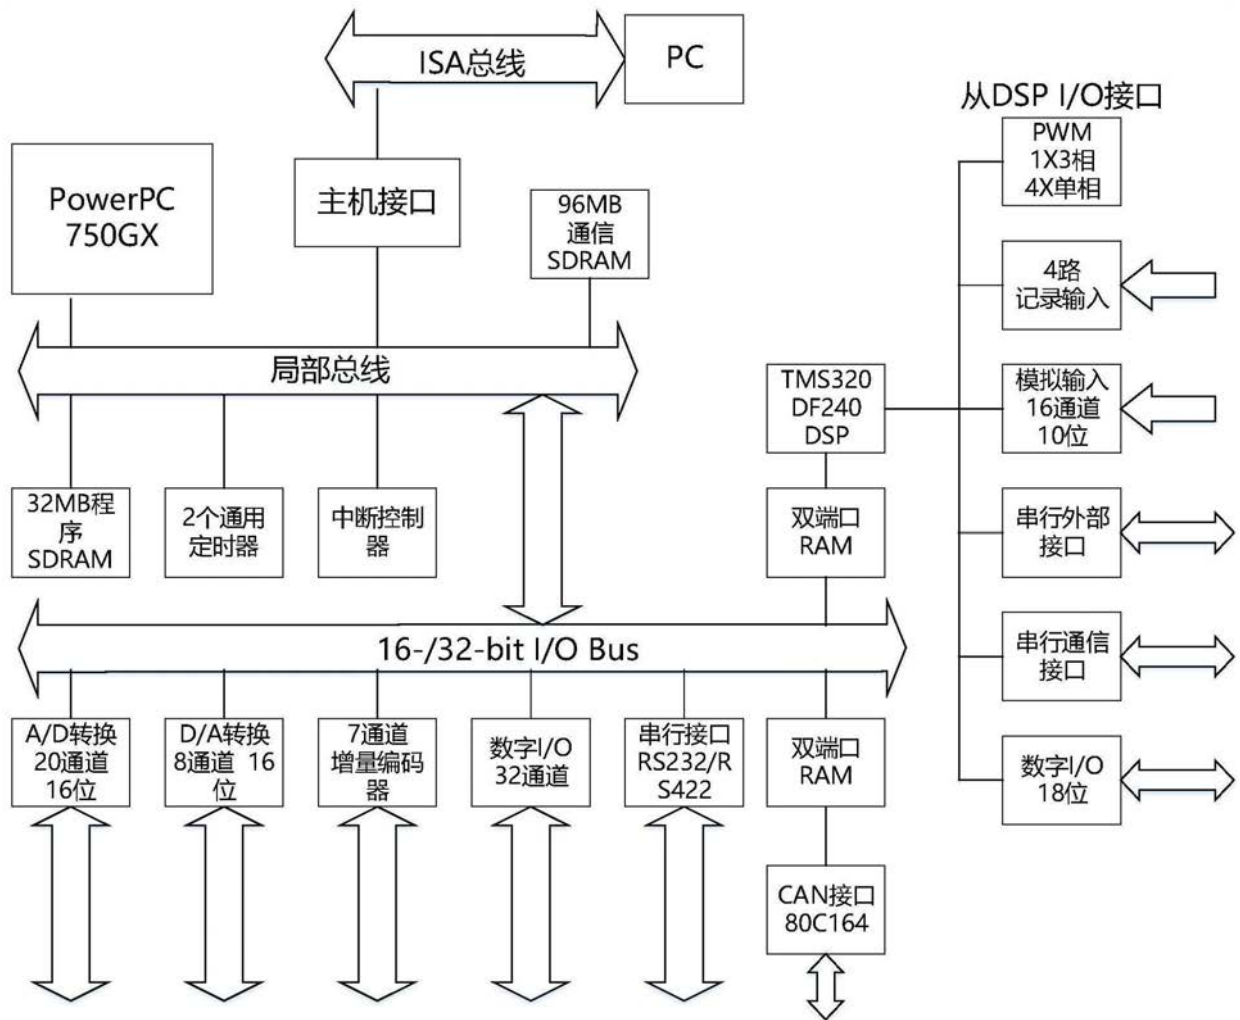 ISA总线
PC
从DSP I/O接口
PWM
1X3相
4X单相
PowerPC
750GX
主机接口
96MB
通信
SDRAM
4路
记录输入
局部总线
TMS320
DF240
DSP
模拟输入
16通道
10位
32MB程
序
SDRAM
2个通用
定时器
中断控制
器
双端口
RAM
串行外部
接口
16-/32-bit I/O Bus
串行通信
接口
A/D转换
20通道
16位
D/A转换
8通道 16
位
7通道
增量编码
器
数字I/O
32通道
串行接口
RS232/R
S422
双端口
RAM
数字I/O
18位
CAN接口
80C164